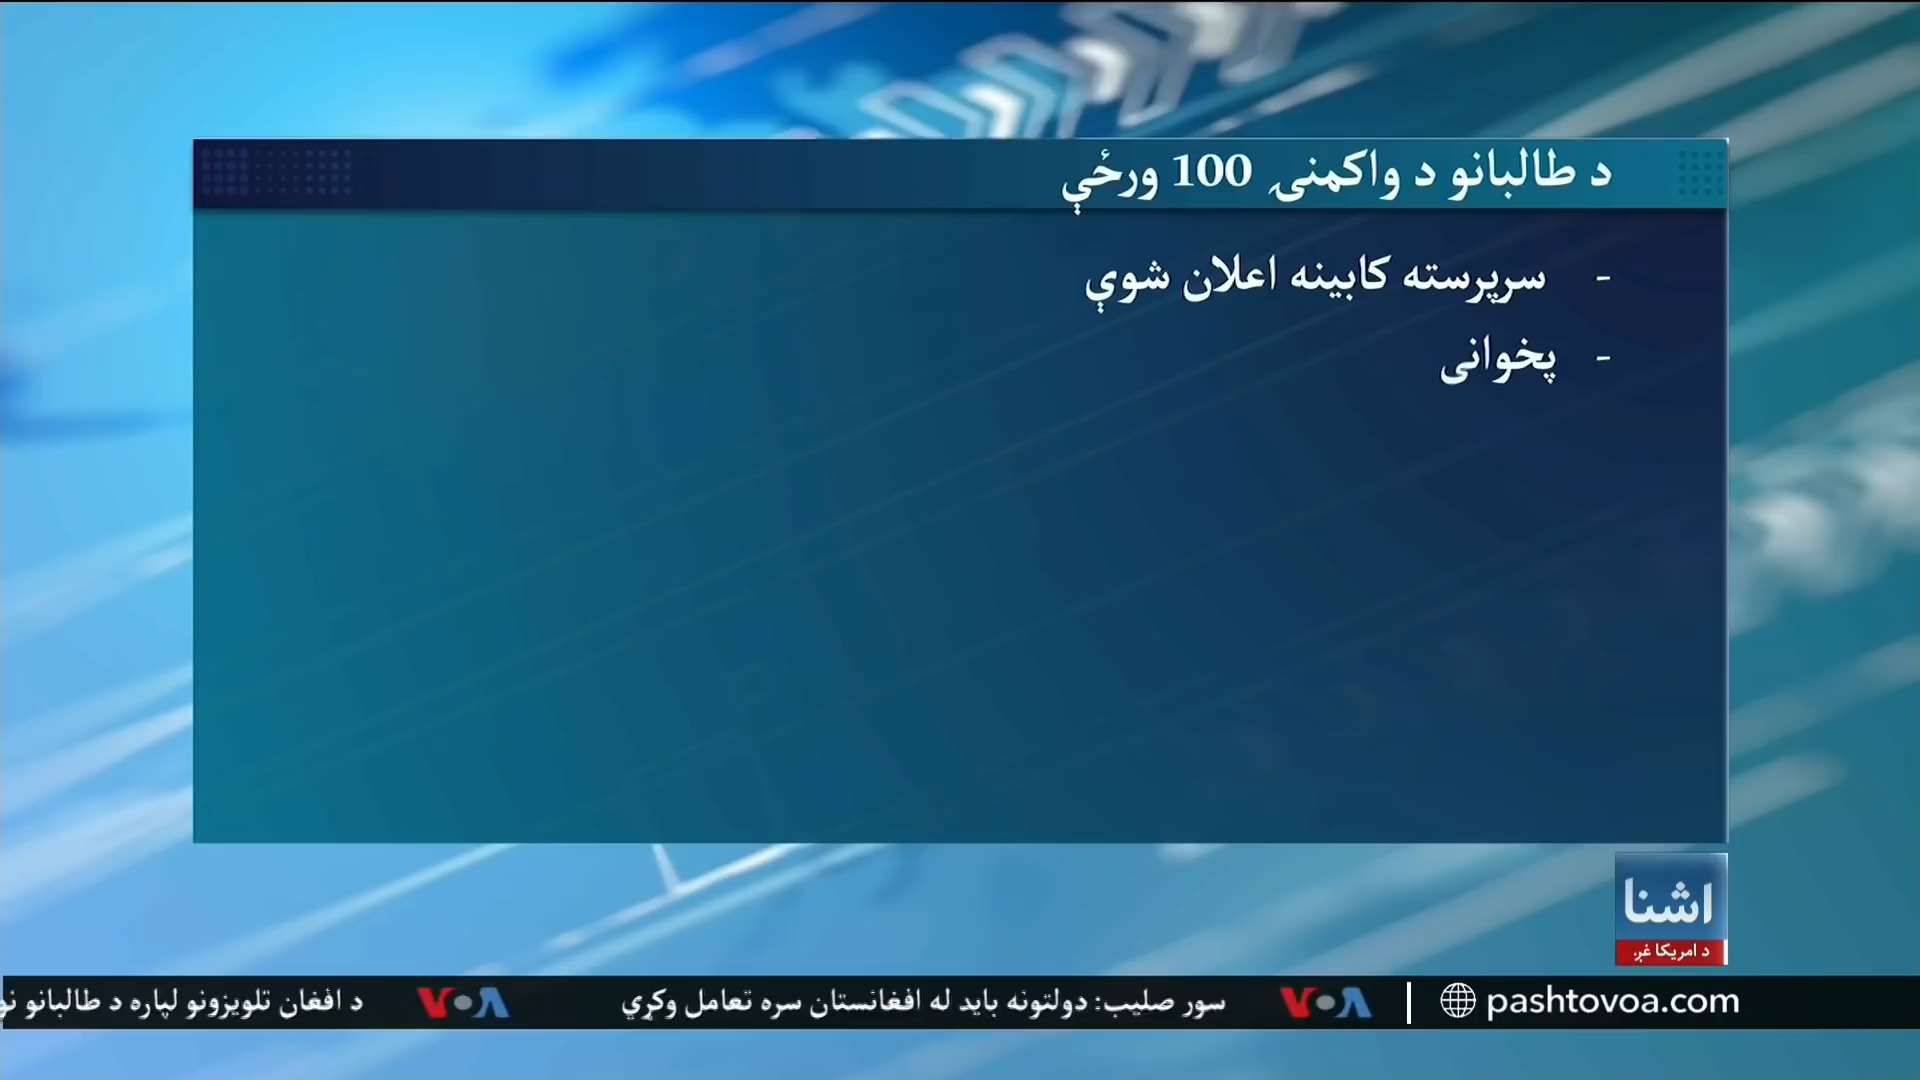 د طالبانو د واکمنۍ 100 ورځې
- سرپرسته کابینه اعلان شوې
- پخوانی
اشنا
د امریکا غږ
pashtovoa.com
VOA
سور صلیب: دولتونه باید له افغانستان سره تعامل وکړي
VOA
د افغان تلویزونو لپاره د طالبانو نو